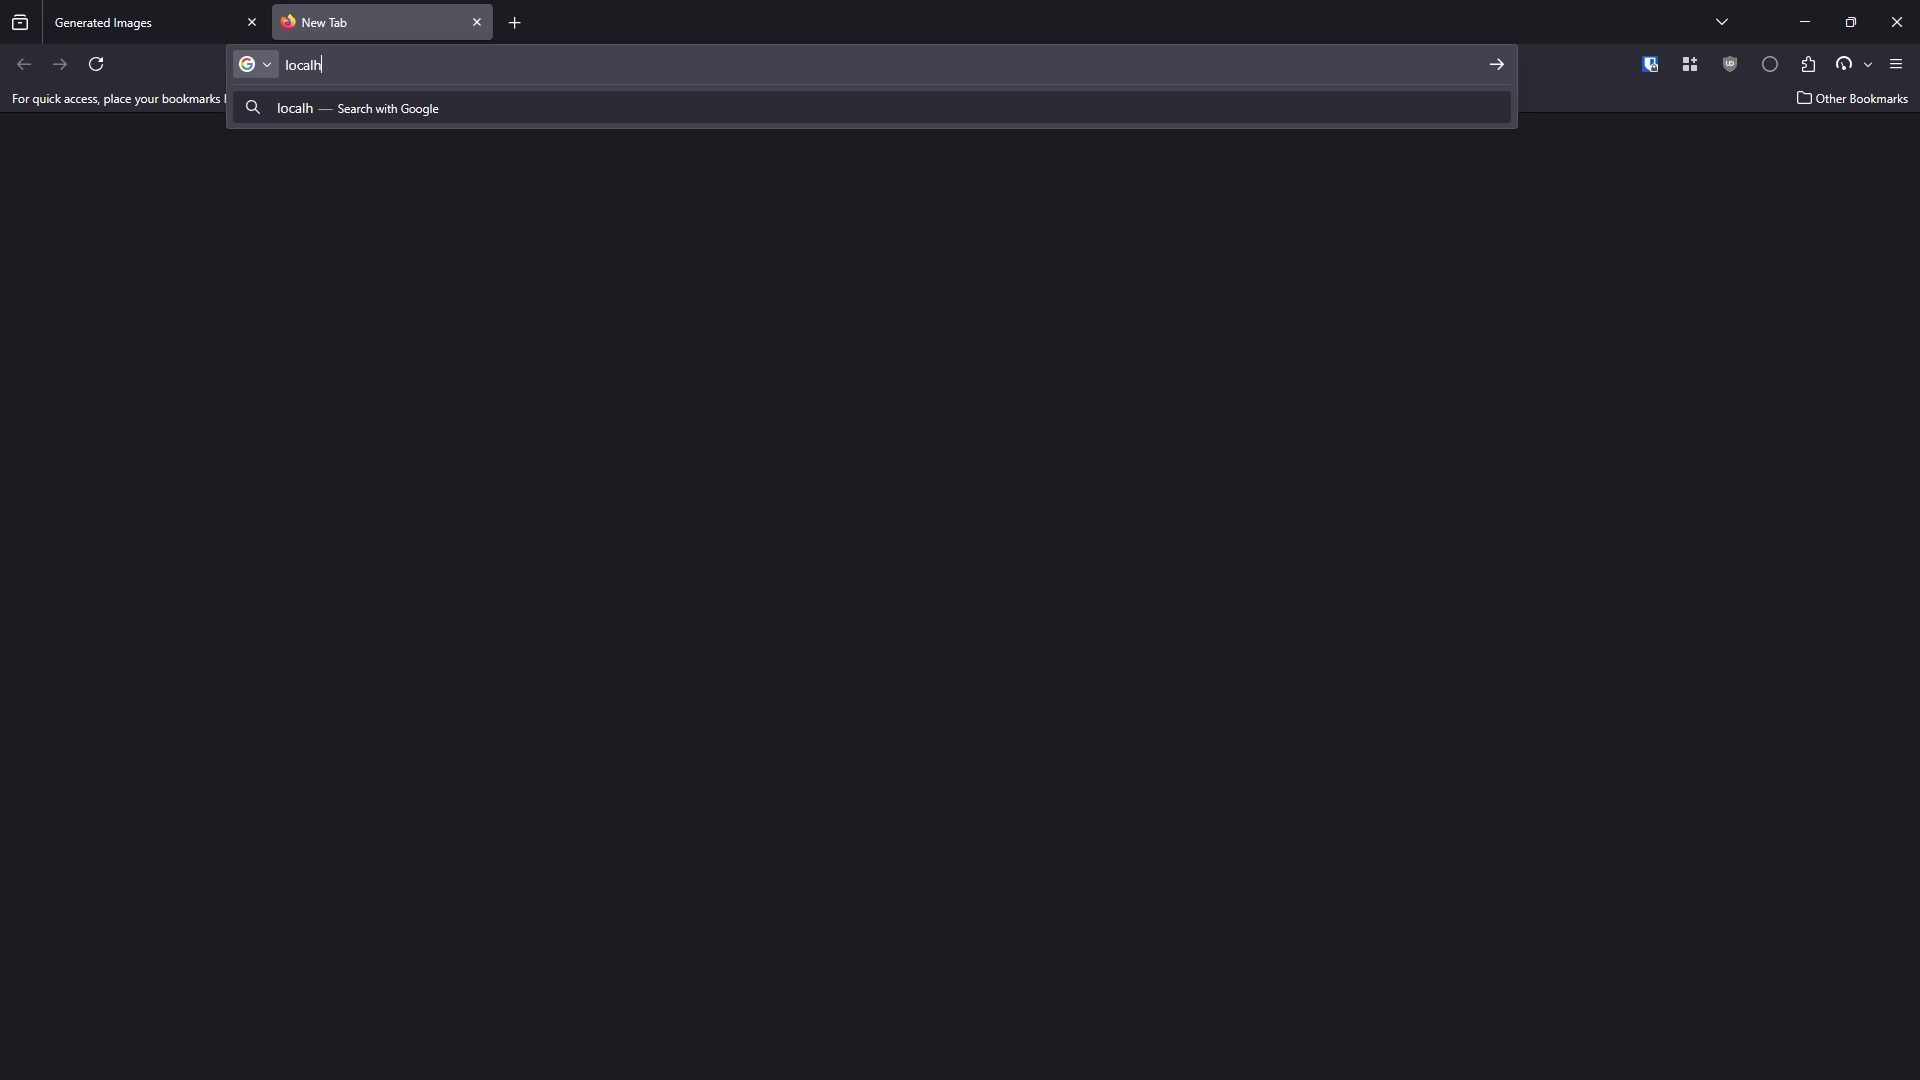 Generated Images
New Tab
localh
For quick access, place your bookmarks
localh — Search with Google
Other Bookmarks